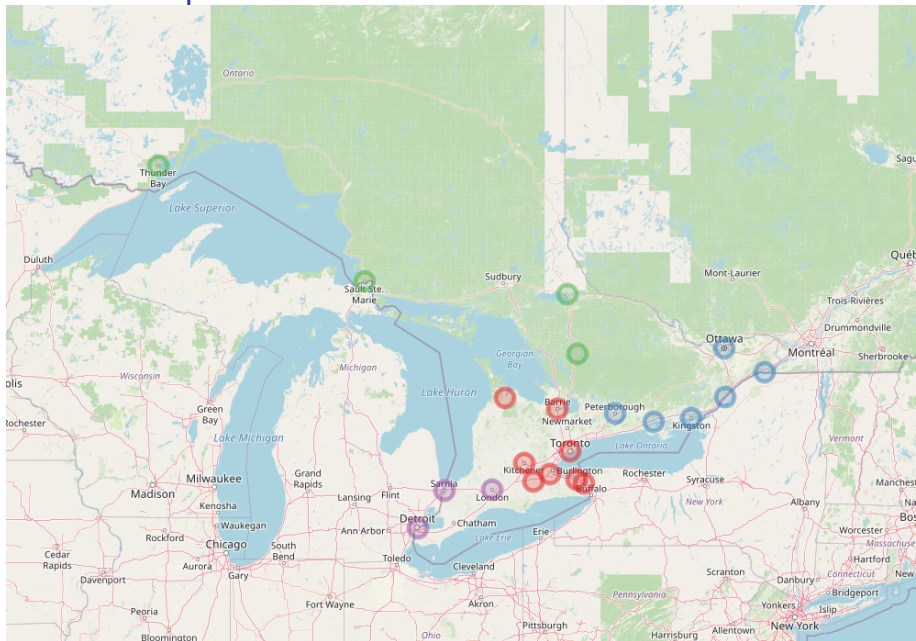 Ontario
Thunder
Bay
Lake Superior
Sagu
Duluth
Sault Ste.
Marie
Sudbury
Mont-Laurier
Québ
Trois-Rivières
Drummondville
Ottawa
Montréal
Sherbrooke
Georgian
Bay
Michigan
Lake Huron
Wisconsin
olis
Rochester
Green
Bay
Barrie
Newmarket
Peterborough
Kingston
Vermont
Lake Michigan
Toronto
Lake Ontario
Kitchener
Burlington
Rochester
Syracuse
Buffalo
New York
Milwaukee
Madison
Kenosha
Grand
Rapids
Sarnia
London
Lansing
Flint
Manchest
Albany
Waukegan
Rockford
Chicago
Ann Arbor
Detroit
Chatham
Lake Erie
Erie
Worcester
Bos
Massachuset
Hartford
Connecticut
Cedar
Rapids
Aurora
Gary
South
Bend
Toledo
Cleveland
Scranton
Danbury
Bridgeport
New
Davenport
Peoria
Fort Wayne
Akron
Pennsylvania
Yonkers
Islip
New York
Bloomington
Ohio
Pittsburgh
Harrisburg
Allentown